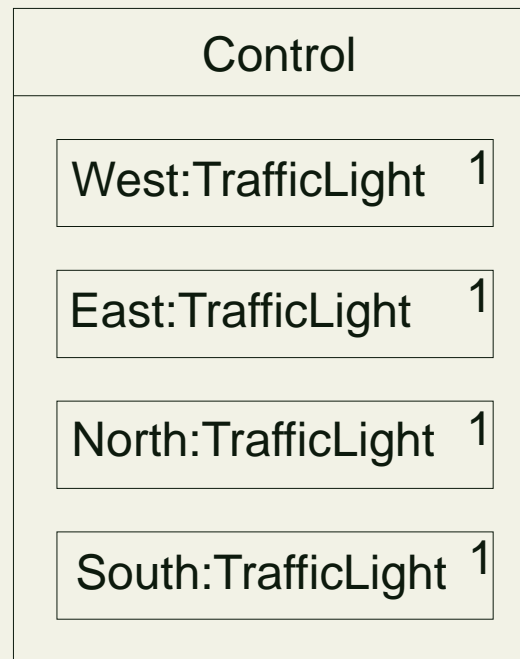 Control
West:TrafficLight 1
East:TrafficLight 1
North:TrafficLight 1
South:TrafficLight 1